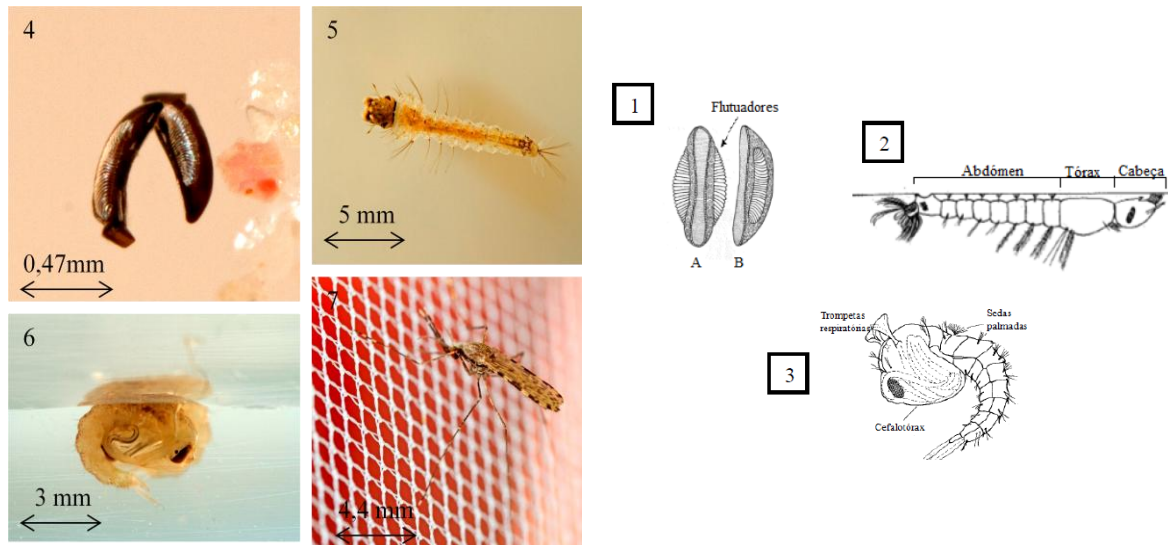 4
0,47mm
5
5 mm
6
3 mm
7
4,4 mm
1
Flutuadores
A B
2
Abdômen Tórax Cabeça
3
Trompetas
respiratórias
Sedas
palmadas
Cefalotórax